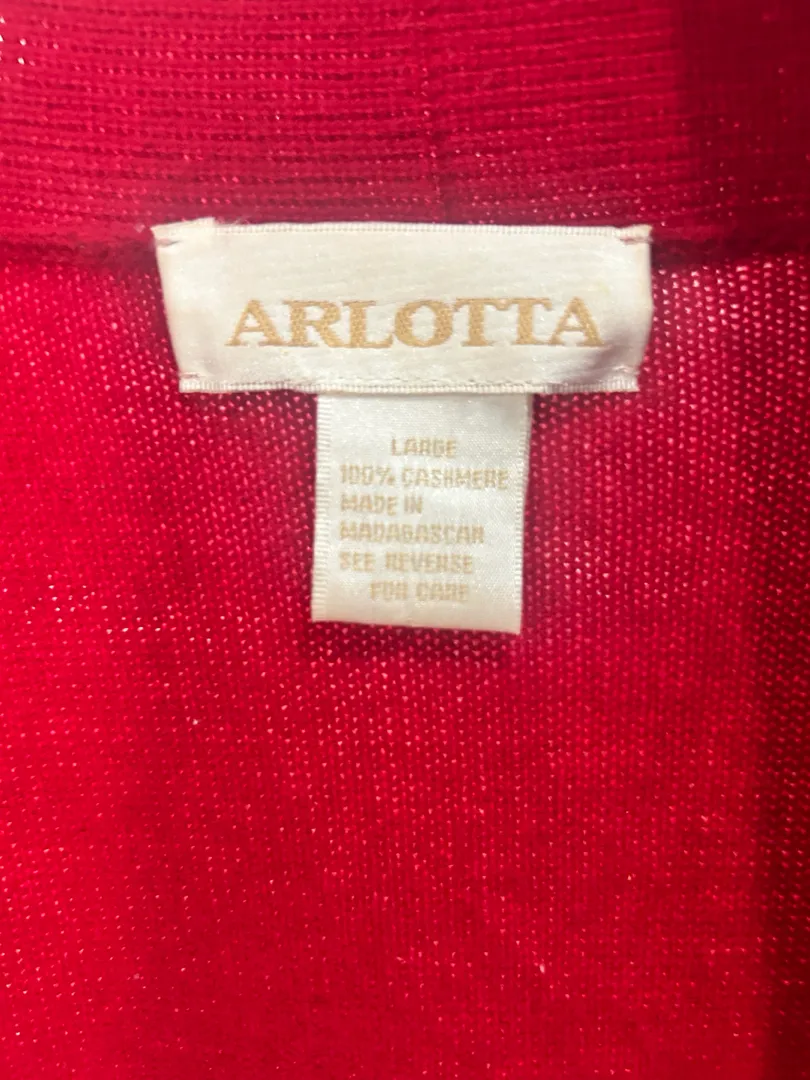 ARLOTTA
LARGE
100% CASHMERE
MADE IN
MADAGASCAR
SEE REVERSE
FOR CARE